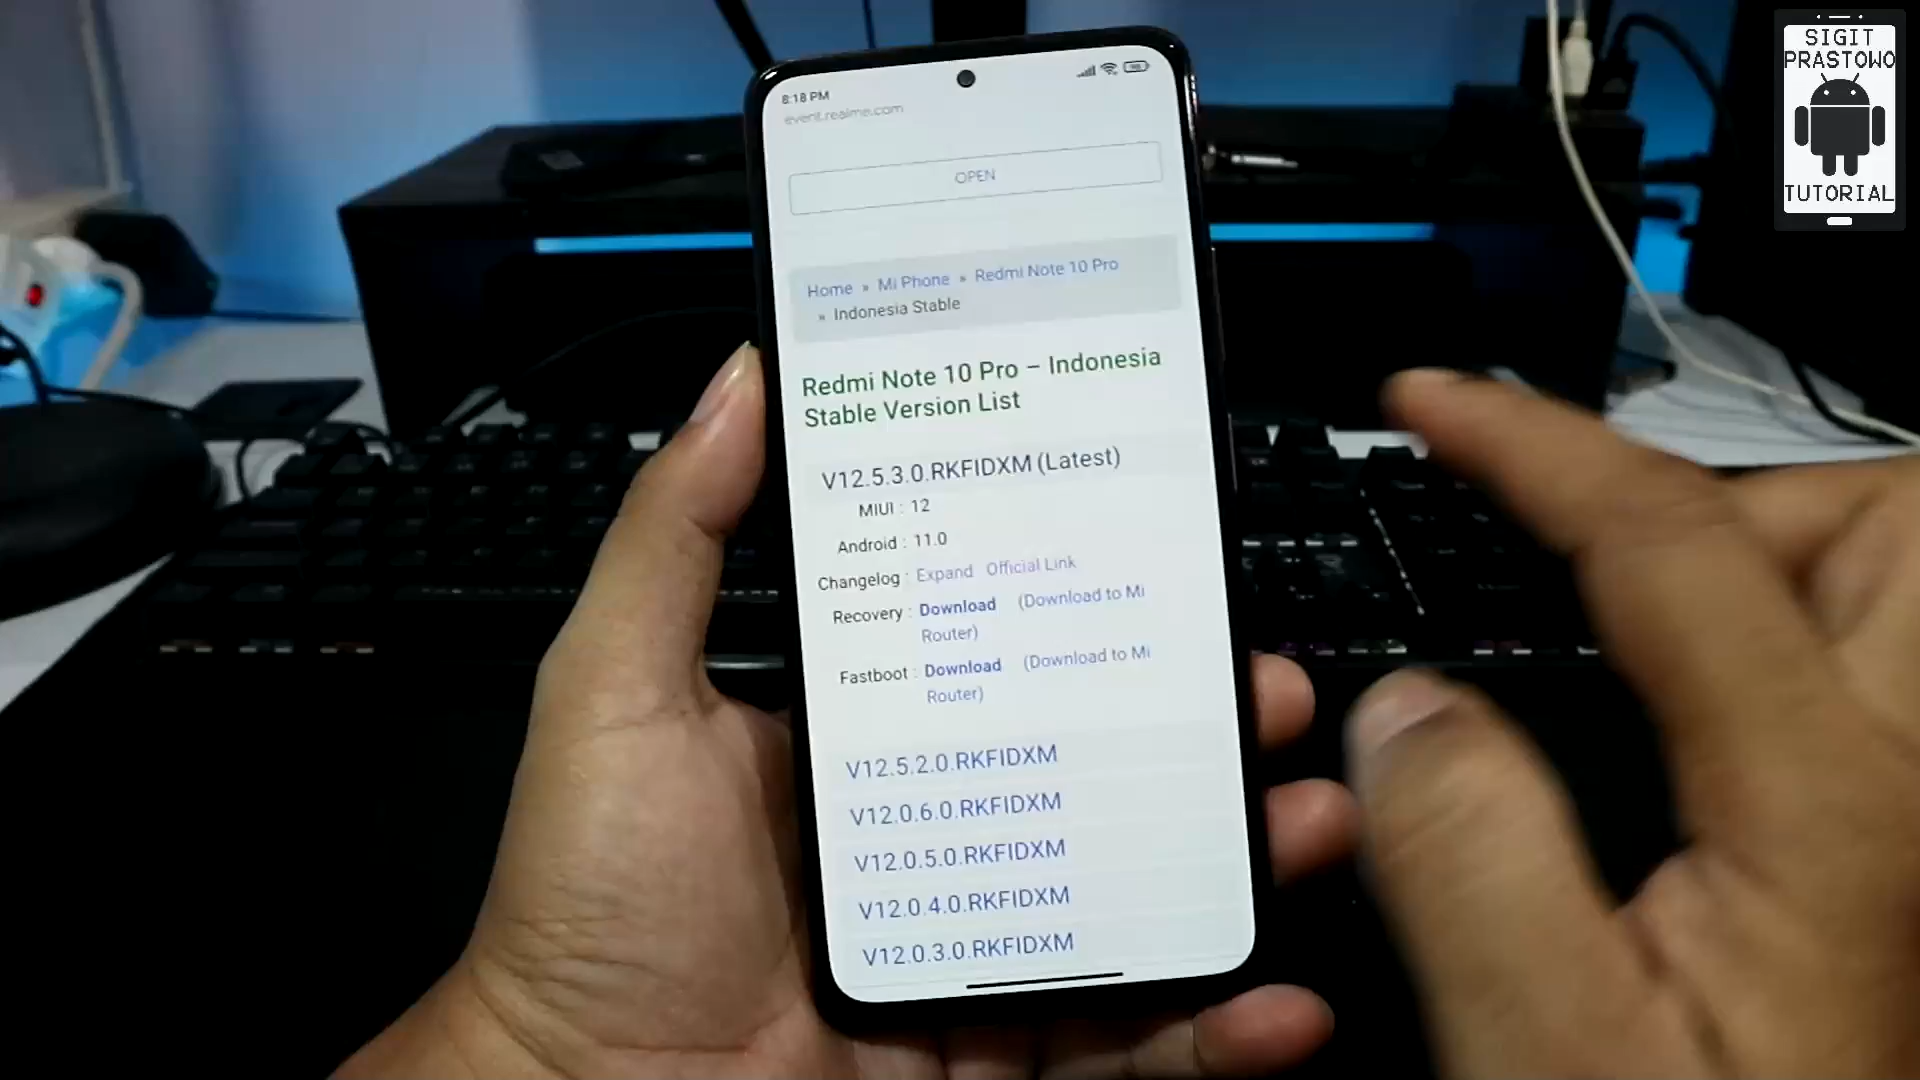 SIGIT
PRASTOWO
TUTORIAL
8:18 PM
event.realme.com
OPEN
Home » Mi Phone » Redmi Note 10 Pro
» Indonesia Stable
Redmi Note 10 Pro – Indonesia
Stable Version List
V12.5.3.0.RKFIDXM (Latest)
MIUI : 12
Android : 11.0
Changelog : Expand Official Link
Recovery : Download (Download to Mi
Router)
Fastboot : Download (Download to Mi
Router)
V12.5.2.0.RKFIDXM
V12.0.6.0.RKFIDXM
V12.0.5.0.RKFIDXM
V12.0.4.0.RKFIDXM
V12.0.3.0.RKFIDXM